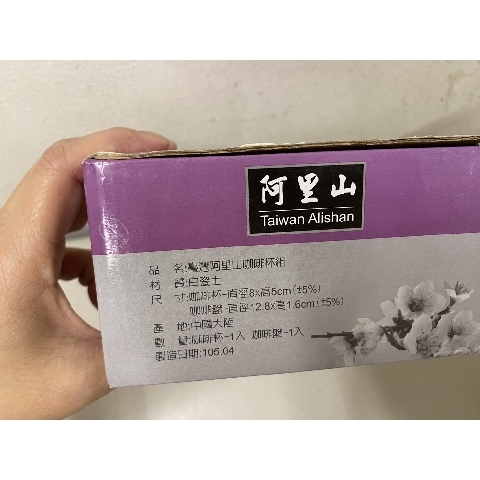 阿里山
Taiwan Alishan
品 名:臺灣阿里山咖啡杯組
材 質:白瓷土
尺 寸:咖啡杯-直徑8x高5cm(±5%)
咖啡盤-直徑12.8x高1.6cm(±5%)
產 地:中國大陸
數 量:咖啡杯-1入 咖啡盤-1入
製造日期:105.04